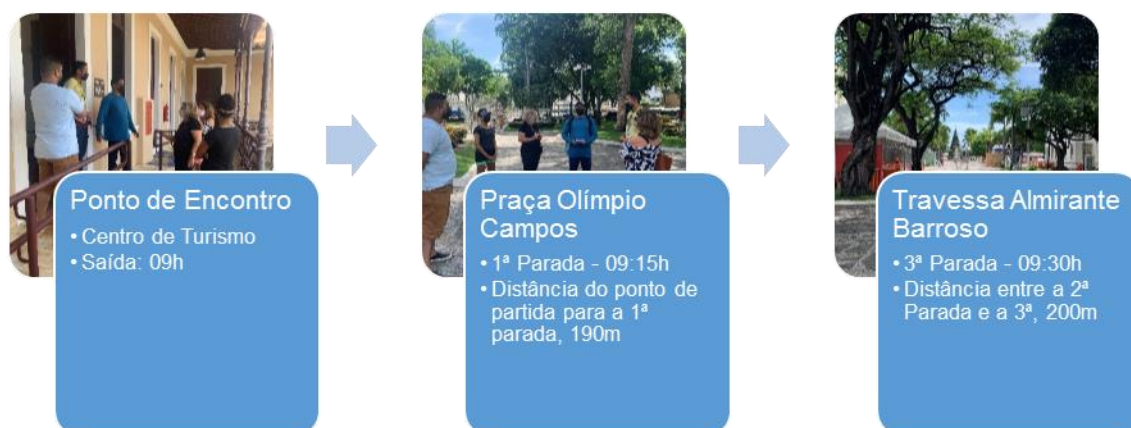 Ponto de Encontro
• Centro de Turismo
• Saída: 09h
Praça Olímpio
Campos
• 1ª Parada - 09:15h
• Distância do ponto de
partida para a 1ª
parada, 190m
Travessa Almirante
Barroso
• 3ª Parada - 09:30h
• Distância entre a 2ª
Parada e a 3ª, 200m